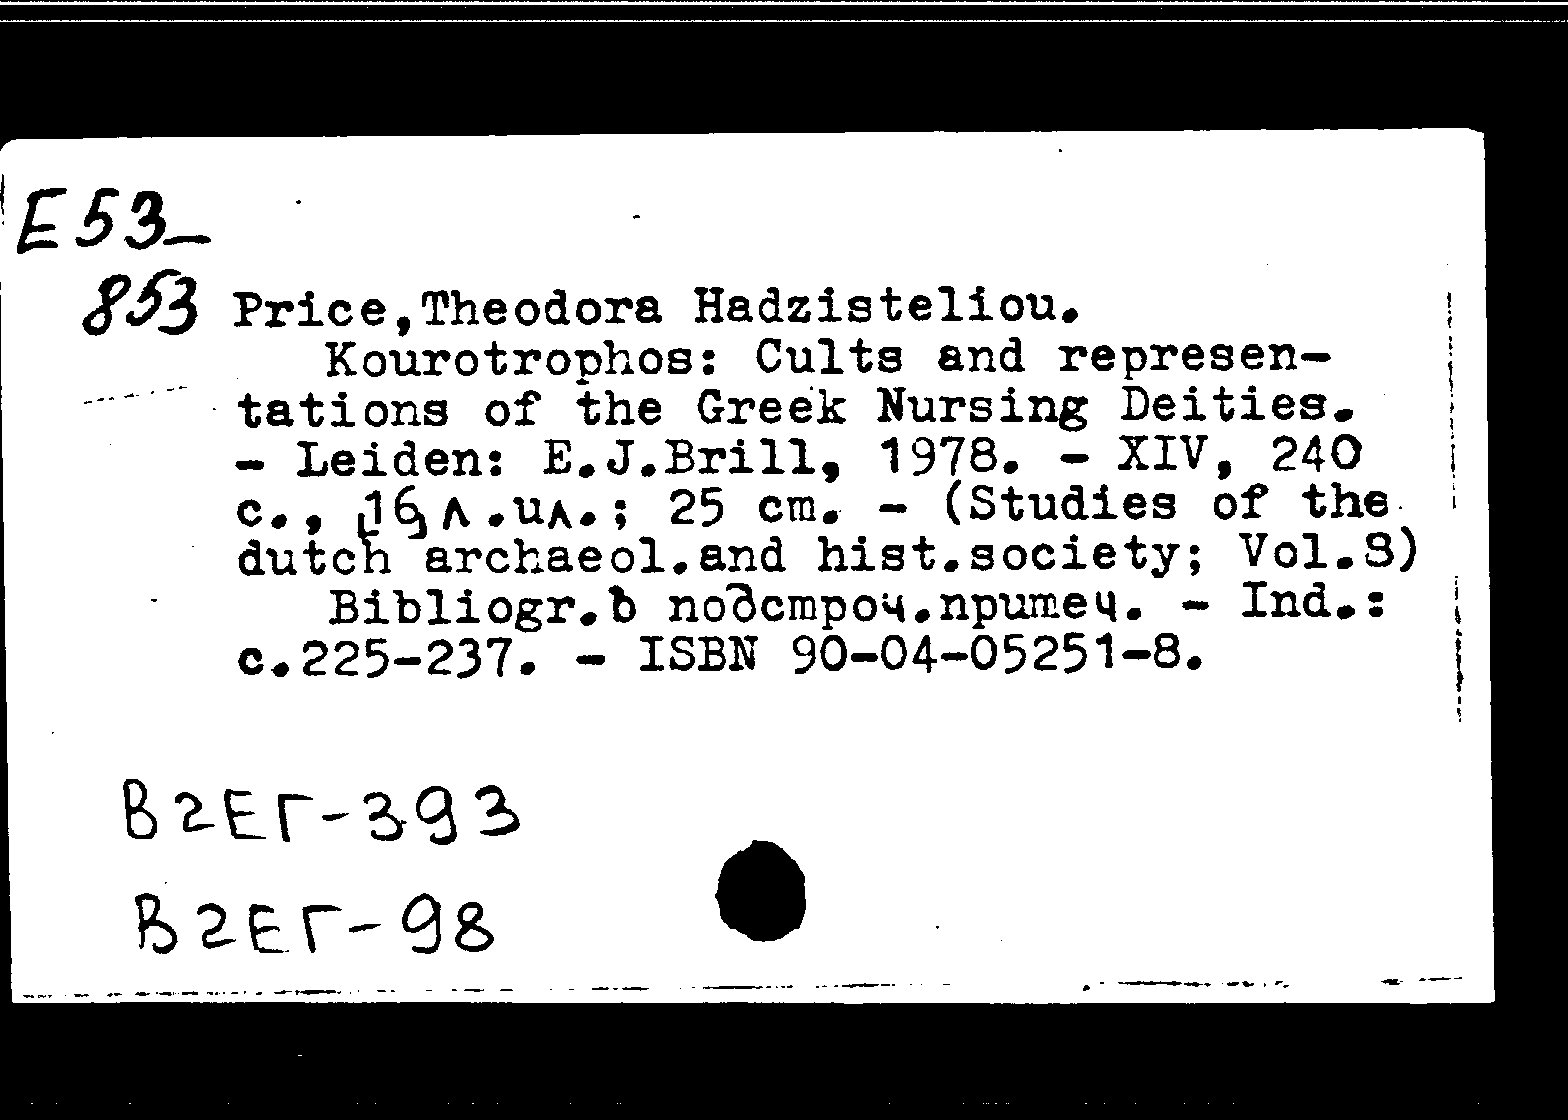 E53-
853 Price,Theodora Hadzisteliou.
Kourotrophos: Cults and represen-
tations of the Greek Nursing Deities.
- Leiden: E.J.Brill, 1978. - XIV, 240
c., [16] л.ил.; 25 cm. - (Studies of the
dutch archaeol.and hist.society; Vol.8)
Bibliogr.в подстроч.примеч. - Ind.:
c.225-237. - ISBN 90-04-05251-8.
В2ЕГ-393
В2ЕГ-98